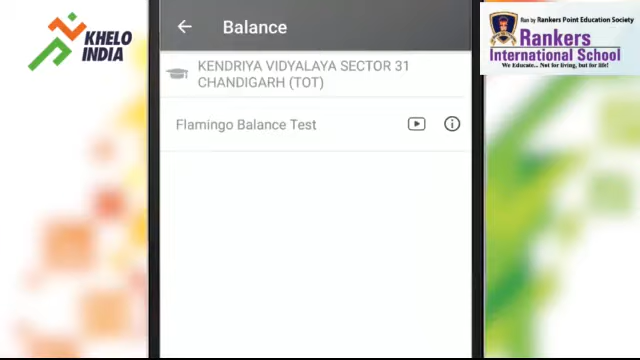 KHELO
INDIA
Balance
KENDRIYA VIDYALAYA SECTOR 31
CHANDIGARH (TOT)
Flamingo Balance Test
Run by Rankers Point Education Society
Rankers
International School
We Educate... Not for living, but for life!